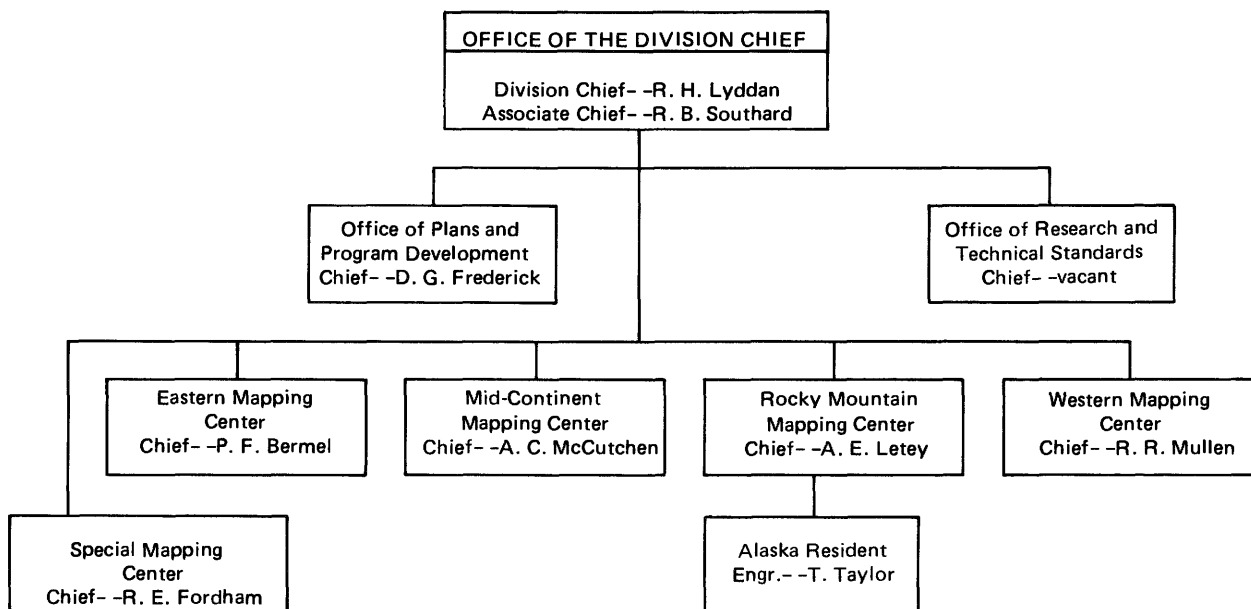 OFFICE OF THE DIVISION CHIEF
Division Chief- -R. H. Lyddan
Associate Chief- -R. B. Southard
Office of Plans and
Program Development
Chief- -D. G. Frederick
Office of Research and
Technical Standards
Chief- -vacant
Eastern Mapping
Center
Chief- -P. F. Bermel
Mid-Continent
Mapping Center
Chief- -A. C. McCutchen
Rocky Mountain
Mapping Center
Chief- -A. E. Letey
Western Mapping
Center
Chief- -R. R. Mullen
Special Mapping
Center
Chief- -R. E. Fordham
Alaska Resident
Engr.- -T. Taylor